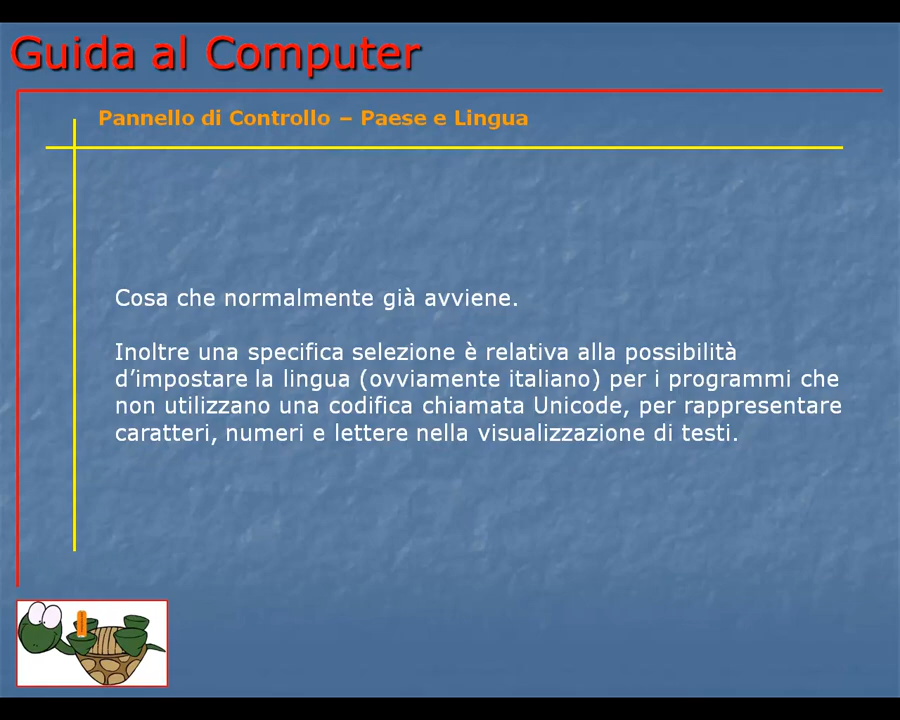 Guida al Computer
Pannello di Controllo – Paese e Lingua
Cosa che normalmente già avviene.
Inoltre una specifica selezione è relativa alla possibilità
d’impostare la lingua (ovviamente italiano) per i programmi che
non utilizzano una codifica chiamata Unicode, per rappresentare
caratteri, numeri e lettere nella visualizzazione di testi.